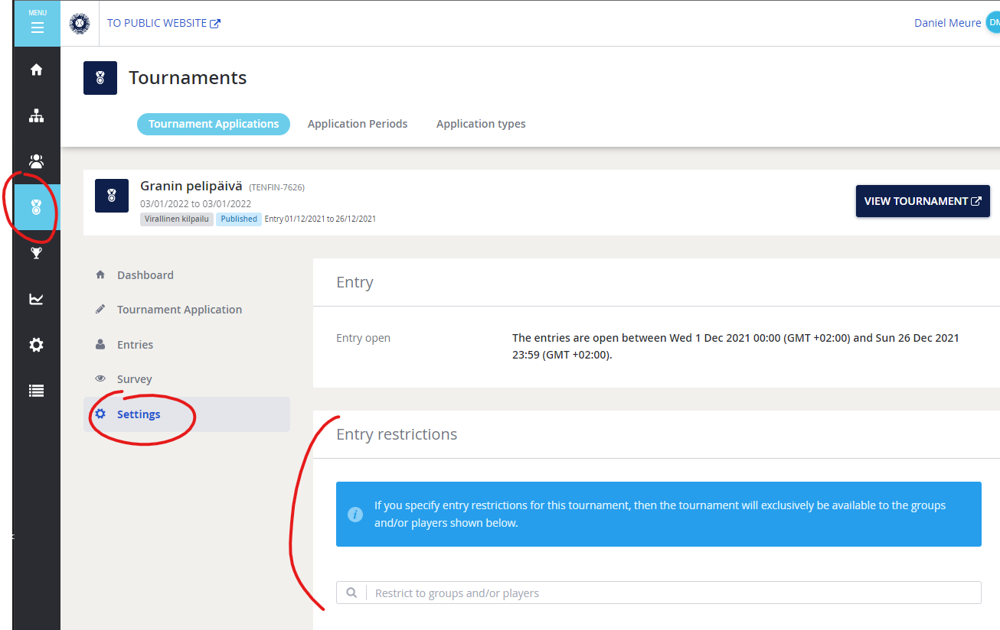 MENU
TO PUBLIC WEBSITE
Daniel Meure
DM
Tournaments
Tournament Applications
Application Periods
Application types
Granin pelipäivä (TENFIN-7626)
03/01/2022 to 03/01/2022
Virallinen kilpailu Published Entry 01/12/2021 to 26/12/2021
VIEW TOURNAMENT
Dashboard
Tournament Application
Entries
Survey
Settings
Entry
Entry open
The entries are open between Wed 1 Dec 2021 00:00 (GMT +02:00) and Sun 26 Dec 2021
23:59 (GMT +02:00).
Entry restrictions
If you specify entry restrictions for this tournament, then the tournament will exclusively be available to the groups
and/or players shown below.
Restrict to groups and/or players